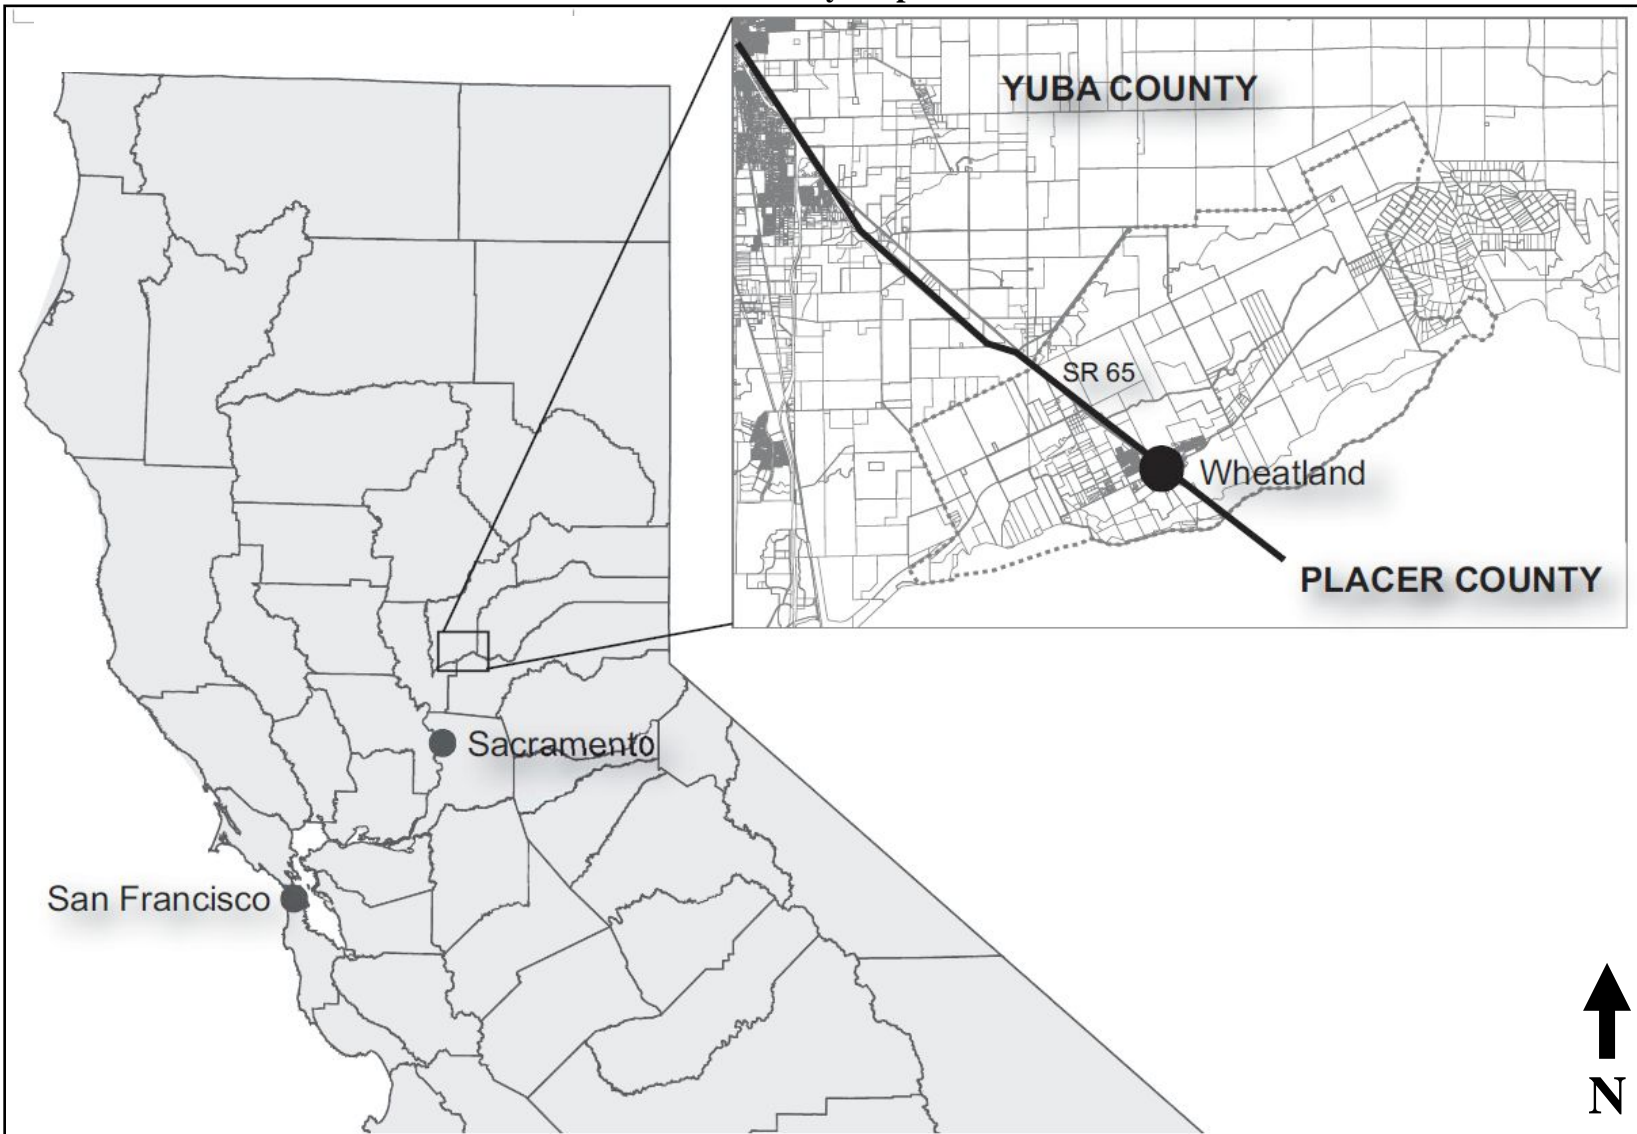 YUBA COUNTY
SR 65
Wheatland
PLACER COUNTY
Sacramento
San Francisco
N